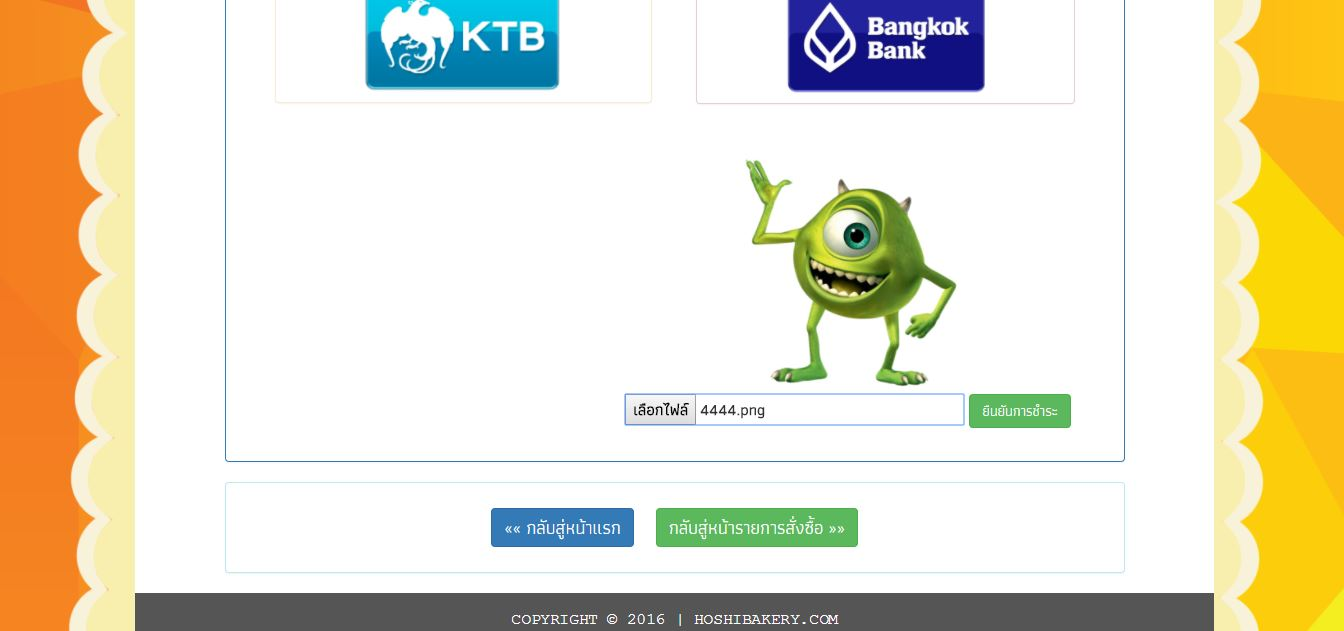 KTB
Bangkok
Bank
เลือกไฟล์ 4444.png ยืนยันการชำระ
«« กลับสู่หน้าแรก กลับสู่หน้ารายการสั่งซื้อ »»
COPYRIGHT © 2016 | HOSHIBAKERY.COM